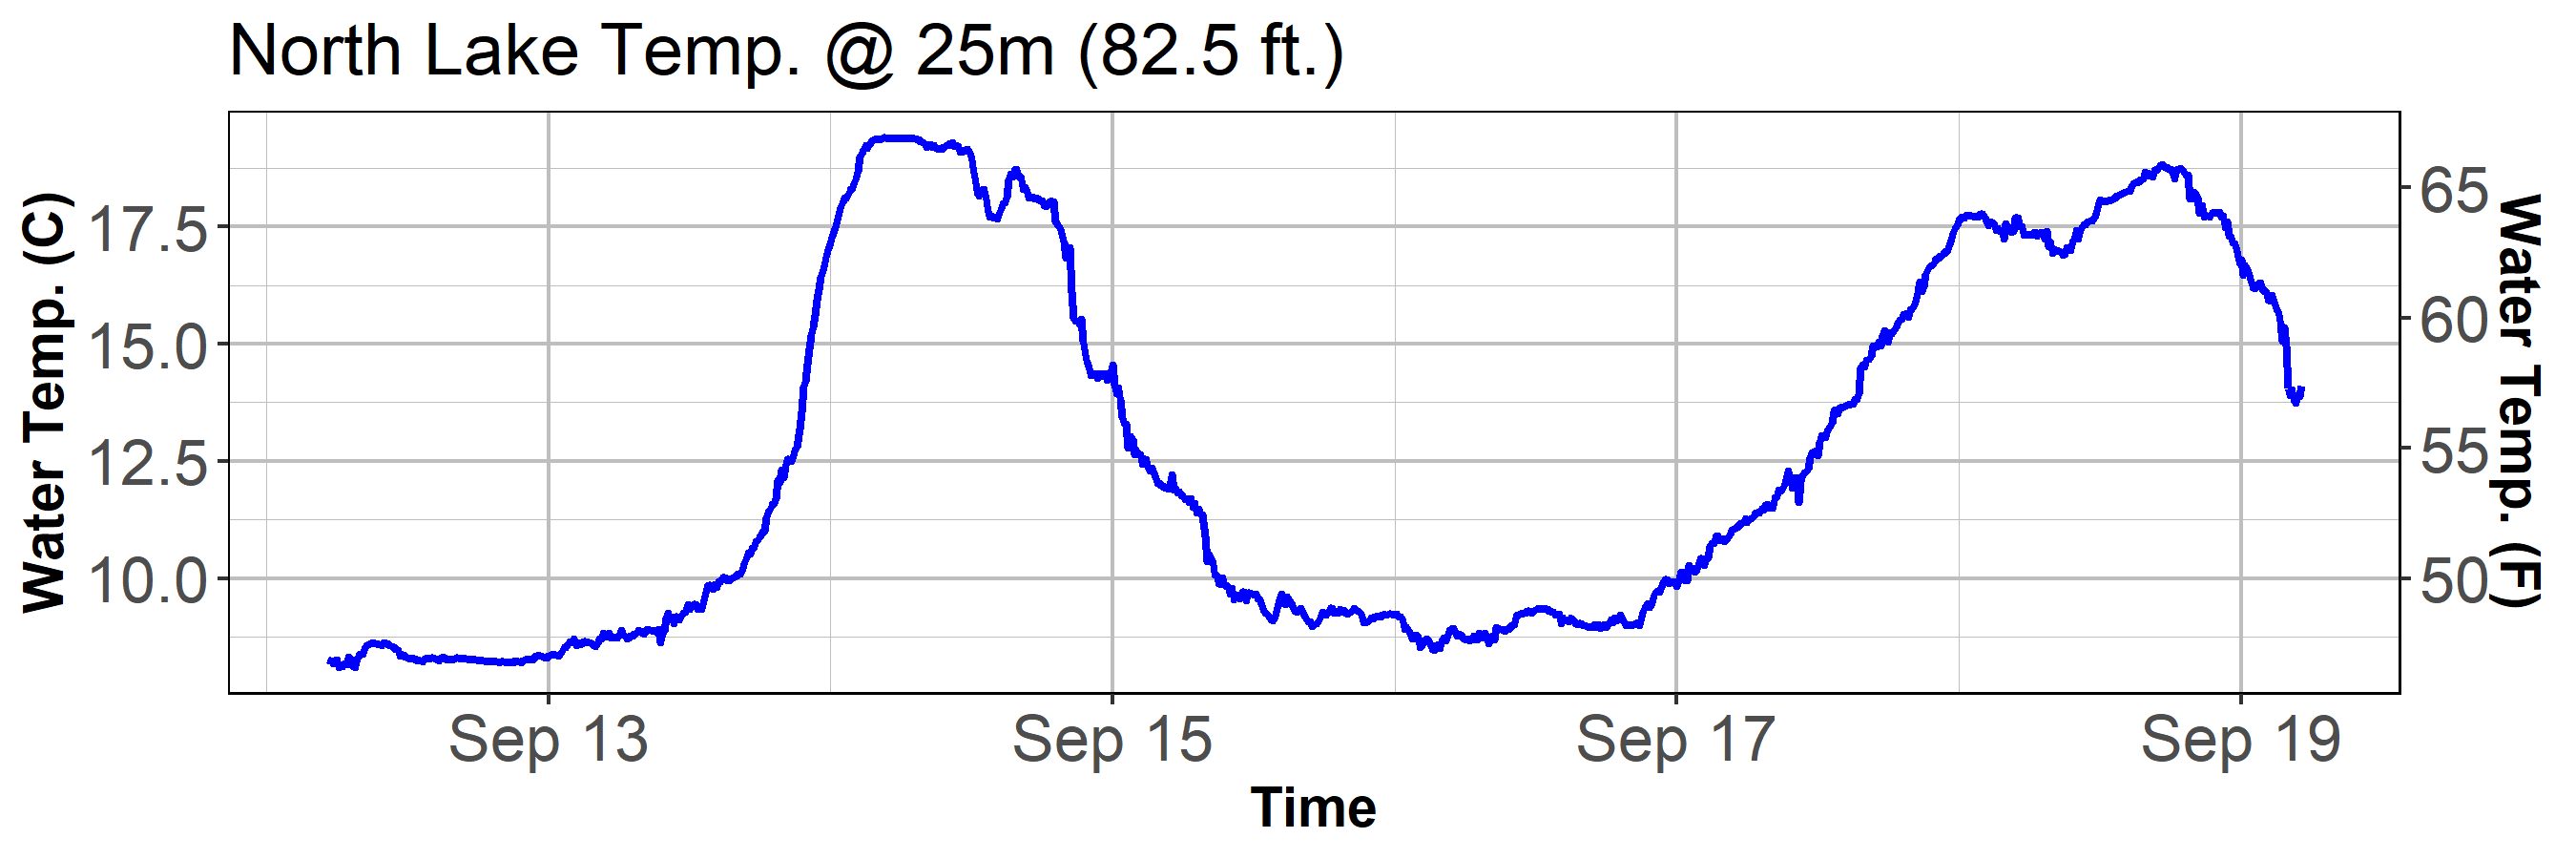 North Lake Temp. @ 25m (82.5 ft.)
Water Temp. (C)
17.5
15.0
12.5
10.0
65
60
55
50
Water Temp. (F)
Sep 13
Sep 15
Sep 17
Sep 19
Time